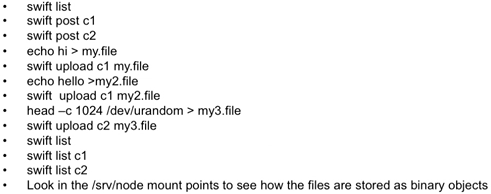 • swift list
• swift post c1
• swift post c2
• echo hi > my.file
• swift upload c1 my.file
• echo hello >my2.file
• swift  upload c1 my2.file
• head –c 1024 /dev/urandom > my3.file
• swift upload c2 my3.file
• swift list
• swift list c1
• swift list c2
• Look in the /srv/node mount points to see how the files are stored as binary objects